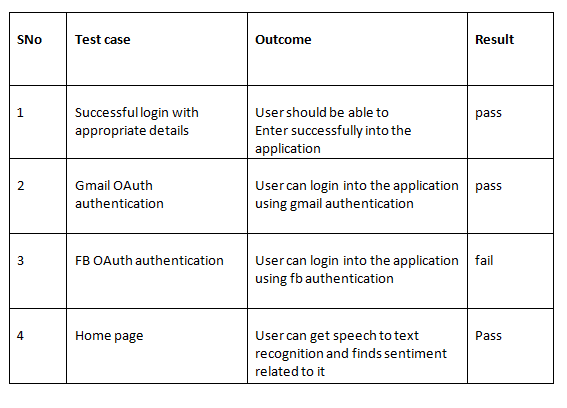 SNo Test case Outcome Result
1 Successful login with User should be able to pass
appropriate details Enter successfully into the
application
2 Gmail OAuth User can login into the application pass
authentication using gmail authentication
3 FB OAuth authentication User can login into the application fail
using fb authentication
4 Home page User can get speech to text Pass
recognition and finds sentiment
related to it